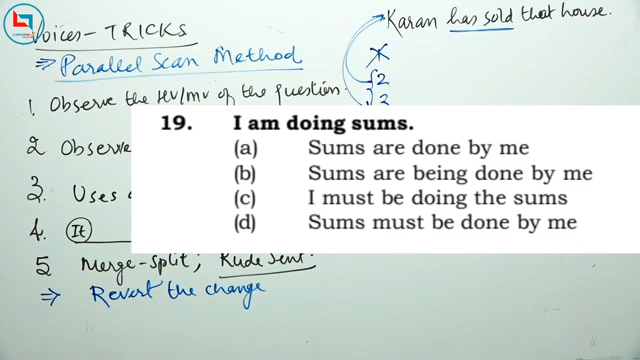 Voices - TRICKS
⇒ Parallel Scan Method
Karan has sold that house.
1. Observe the HV/MV of the question.
2
3
2 Observe
3. Uses
4. It
5 Merge-split; Rude Sent.
⇒ Revert the change
19. I am doing sums.
(a) Sums are done by me
(b) Sums are being done by me
(c) I must be doing the sums
(d) Sums must be done by me